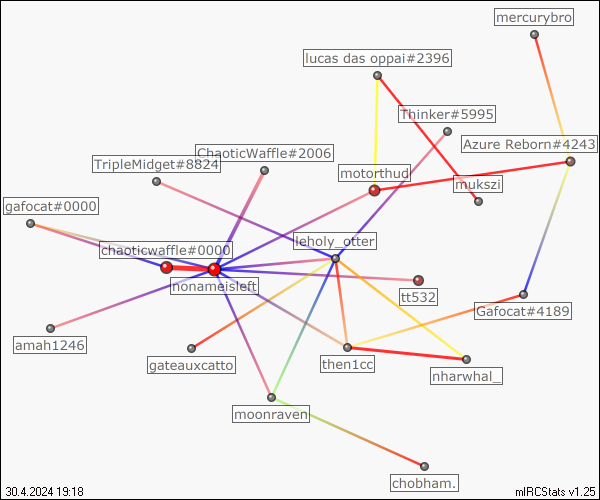 mercurybro
lucas das oppai#2396
Thinker#5995
Azure Reborn#4243
ChaoticWaffle#2006
TripleMidget#8824
motorthud
mukszi
gafocat#0000
leholy_otter
chaoticwaffle#0000
nonameisleft
tt532
Gafocat#4189
amah1246
gateauxcatto
then1cc
nharwhal_
moonraven
chobham.
30.4.2024 19:18
mIRCStats v1.25